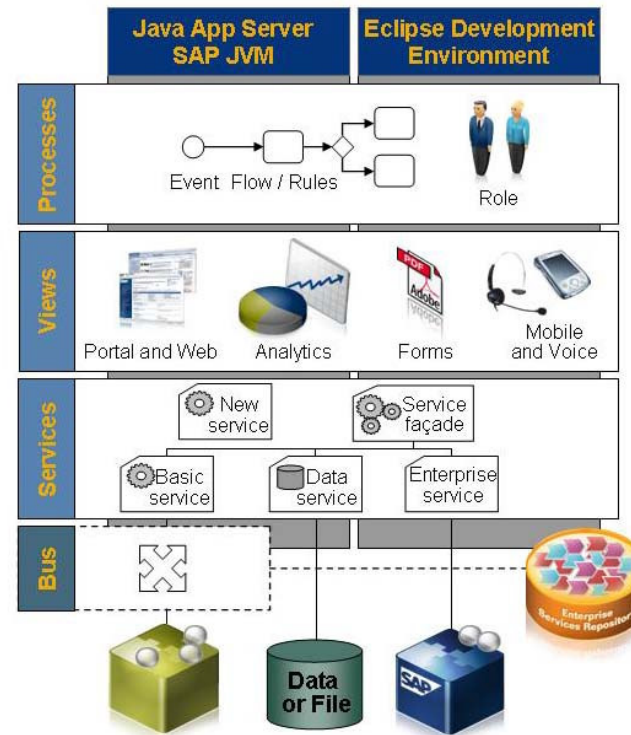 Java App Server
SAP JVM
Eclipse Development
Environment
Processes
Event
Flow / Rules
Role
Views
Portal and Web
Analytics
PDF
Adobe
Forms
Mobile
and Voice
Services
New
service
Service
façade
Basic
service
Data
service
Enterprise
service
Bus
Enterprise
Services Repository
Data
or File
SAP